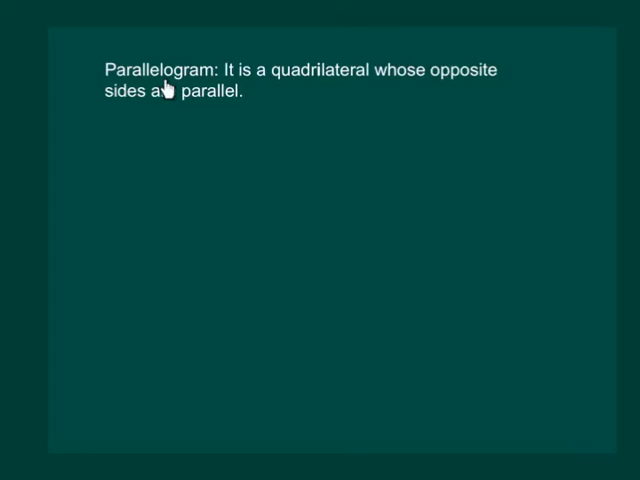 Parallelogram: It is a quadrilateral whose opposite
sides a parallel.